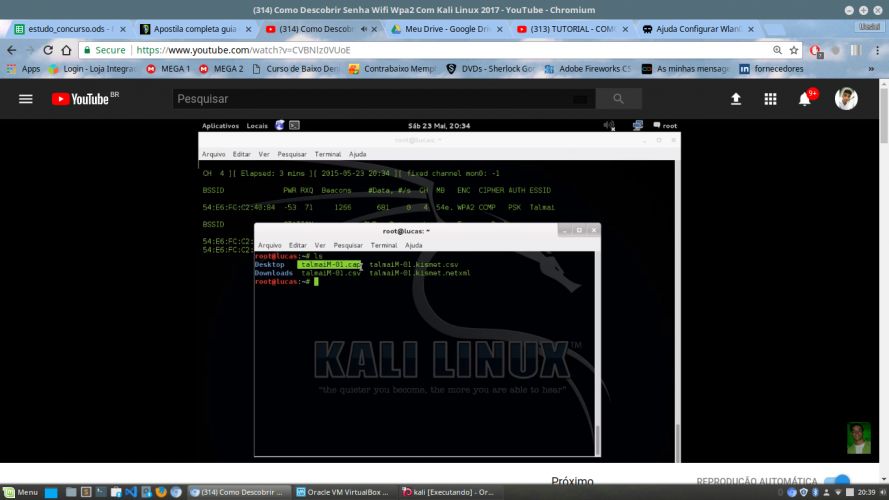 (314) Como Descobrir Senha Wifi Wpa2 Com Kali Linux 2017 - YouTube - Chromium
estudo_concurso.ods -
Apostila completa guia
(314) Como Descob
Meu Drive - Google Dri
(313) TUTORIAL - COM
Ajuda Configurar Wlan
Secure https://www.youtube.com/watch?v=CVBNlz0VUoE
Apps Login - Loja Integrad MEGA 1 MEGA 2 Curso de Baixo Den Contrabaixo Memp DVDs - Sherlock Go Adobe Fireworks CS As minhas mensage fornecedores
YouTube BR
Pesquisar
9+
Aplicativos Locais Sáb 23 Mai, 20:34 root
root@lucas: ~
Arquivo Editar Ver Pesquisar Terminal Ajuda
CH 4 ][ Elapsed: 3 mins ][ 2015-05-23 20:34 ][ fixed channel mon0: -1
BSSID PWR RXQ Beacons #Data, #/s CH MB ENC CIPHER AUTH ESSID
54:E6:FC:C2:40:84 -53 71 1266 681 0 4 54e. WPA2 CCMP PSK Talmai
BSSID
54:E6:FC:C2:
54:E6:FC:C2:
root@lucas: ~
Arquivo Editar Ver Pesquisar Terminal Ajuda
root@lucas:~# ls
Desktop talmaiM-01.cap talmaiM-01.kismet.csv
Downloads talmaiM-01.csv talmaiM-01.kismet.netxml
root@lucas:~#
KALI LINUX™
"the quieter you become, the more you are able to hear"
Próximo
REPRODUÇÃO AUTOMÁTICA
Menu (314) Como Descobrir Oracle VM VirtualBox ... kali [Executando] - Or... 20:39